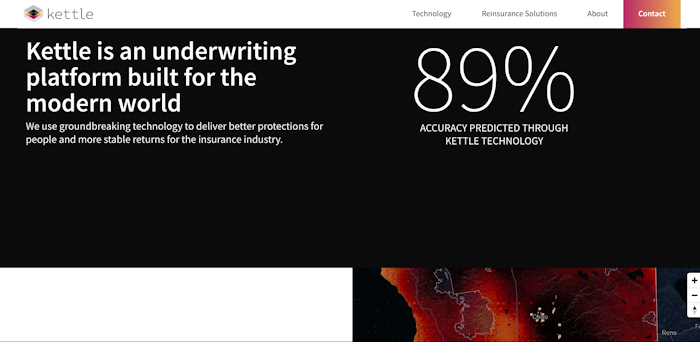 kettle
Technology
Reinsurance Solutions
About
Contact
Kettle is an underwriting
platform built for the
modern world
We use groundbreaking technology to deliver better protections for
people and more stable returns for the insurance industry.
89%
ACCURACY PREDICTED THROUGH
KETTLE TECHNOLOGY
Chico
Reno